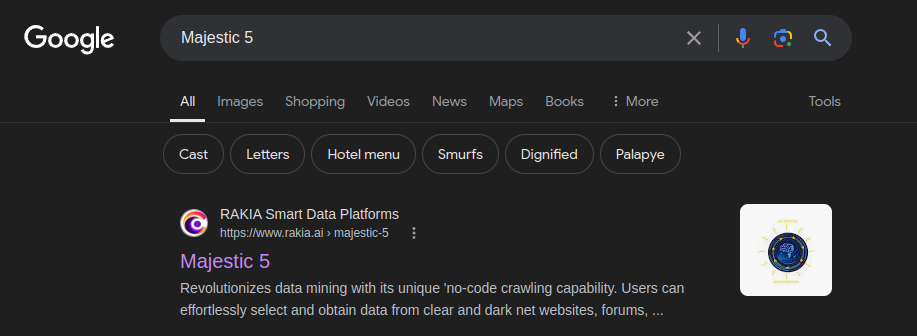 Google
Majestic 5
All Images Shopping Videos News Maps Books More Tools
Cast Letters Hotel menu Smurfs Dignified Palapye
RAKIA Smart Data Platforms
https://www.rakia.ai › majestic-5
Majestic 5
Revolutionizes data mining with its unique 'no-code crawling capability. Users can
effortlessly select and obtain data from clear and dark net websites, forums, ...